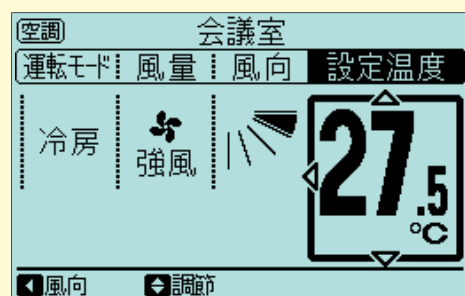 空調 会議室
運転モード 風量 風向 設定温度
冷房 強風 27.5℃
風向 調節